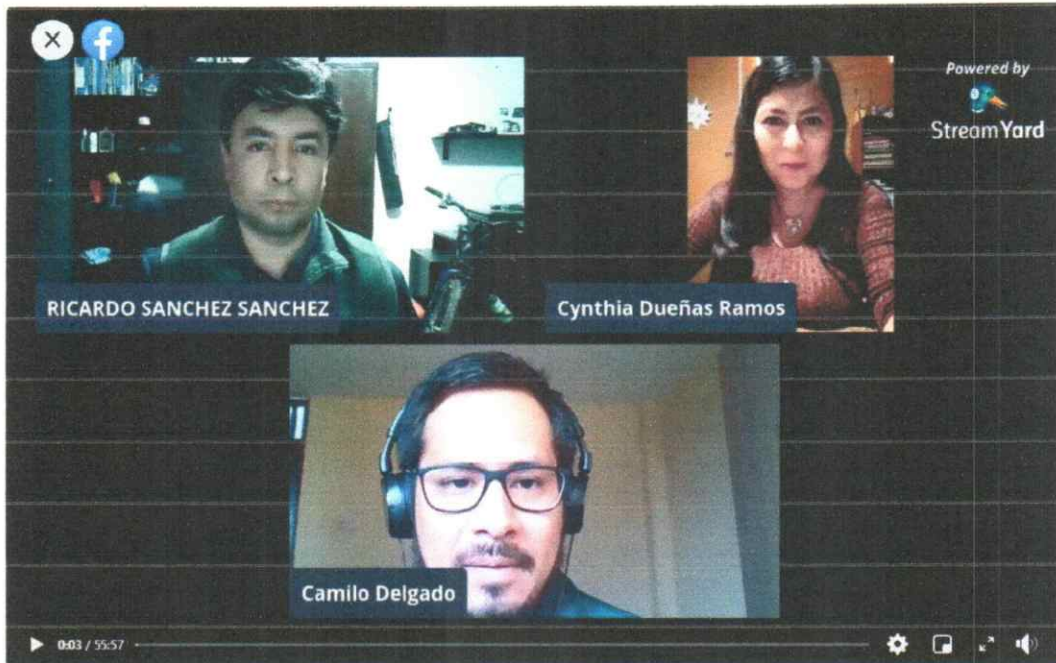 Powered by
StreamYard
RICARDO SANCHEZ SANCHEZ
Cynthia Dueñas Ramos
Camilo Delgado
0:03 / 55:57